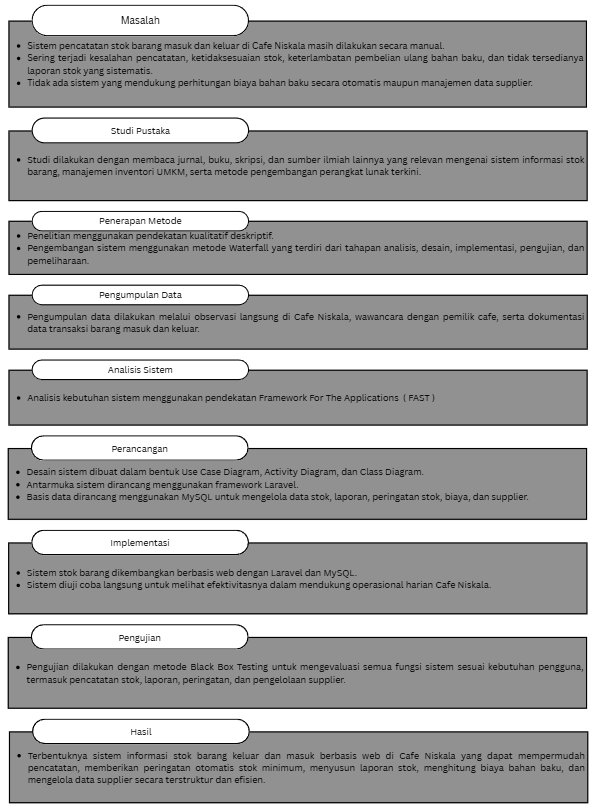 Masalah
• Sistem pencatatan stok barang masuk dan keluar di Cafe Niskala masih dilakukan secara manual.
• Sering terjadi kesalahan pencatatan, ketidaksesuaian stok, keterlambatan pembelian ulang bahan baku, dan tidak tersedianya
laporan stok yang sistematis.
• Tidak ada sistem yang mendukung perhitungan biaya bahan baku secara otomatis maupun manajemen data supplier.
Studi Pustaka
• Studi dilakukan dengan membaca jurnal, buku, skripsi, dan sumber ilmiah lainnya yang relevan mengenai sistem informasi stok
barang, manajemen inventori UMKM, serta metode pengembangan perangkat lunak terkini.
Penerapan Metode
• Penelitian menggunakan pendekatan kualitatif deskriptif.
• Pengembangan sistem menggunakan metode Waterfall yang terdiri dari tahapan analisis, desain, implementasi, pengujian, dan
pemeliharaan.
Pengumpulan Data
• Pengumpulan data dilakukan melalui observasi langsung di Cafe Niskala, wawancara dengan pemilik cafe, serta dokumentasi
data transaksi barang masuk dan keluar.
Analisis Sistem
• Analisis kebutuhan sistem menggunakan pendekatan Framework For The Applications ( FAST )
Perancangan
• Desain sistem dibuat dalam bentuk Use Case Diagram, Activity Diagram, dan Class Diagram.
• Antarmuka sistem dirancang menggunakan framework Laravel.
• Basis data dirancang menggunakan MySQL untuk mengelola data stok, laporan, peringatan stok, biaya, dan supplier.
Implementasi
• Sistem stok barang dikembangkan berbasis web dengan Laravel dan MySQL.
• Sistem diuji coba langsung untuk melihat efektivitasnya dalam mendukung operasional harian Cafe Niskala.
Pengujian
• Pengujian dilakukan dengan metode Black Box Testing untuk mengevaluasi semua fungsi sistem sesuai kebutuhan pengguna,
termasuk pencatatan stok, laporan, peringatan, dan pengelolaan supplier.
Hasil
• Terbentuknya sistem informasi stok barang keluar dan masuk berbasis web di Cafe Niskala yang dapat mempermudah
pencatatan, memberikan peringatan otomatis stok minimum, menyusun laporan stok, menghitung biaya bahan baku, dan
mengelola data supplier secara terstruktur dan efisien.